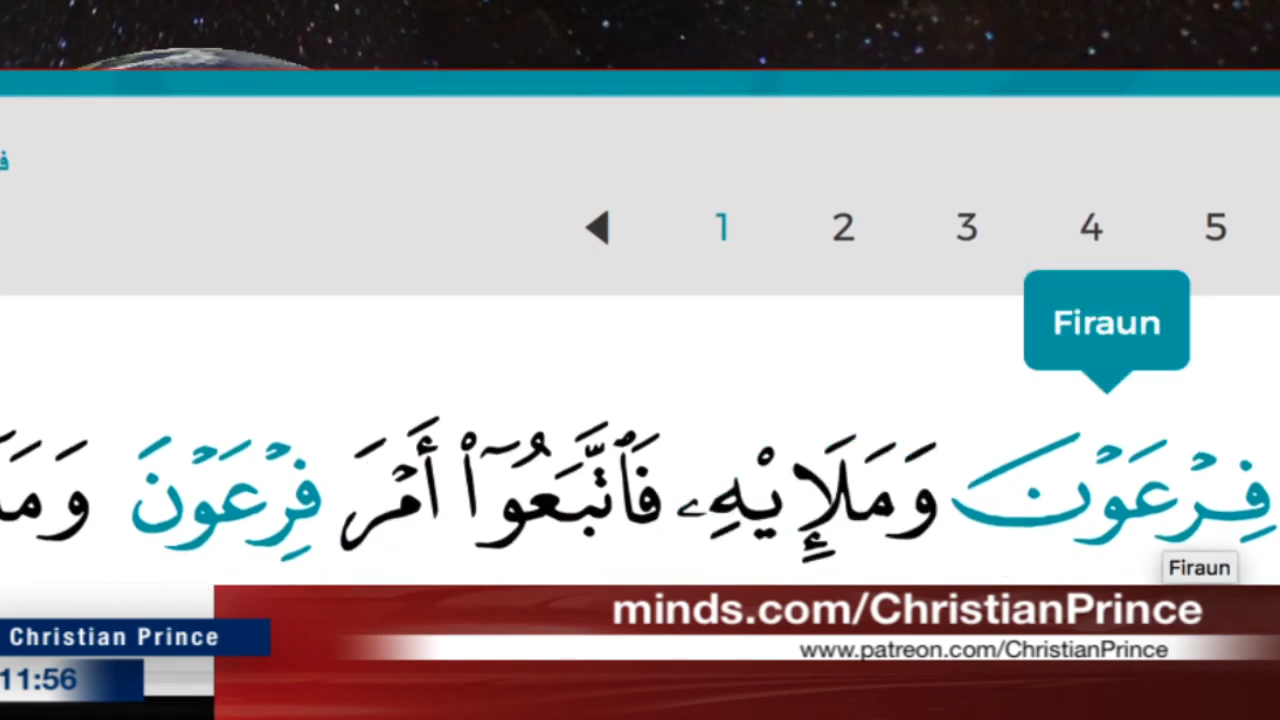 1 2 3 4 5
Firaun
فِرْعَوْنَ وَمَلَإِي۟هِۦ فَٱتَّبَعُوٓا۟ أَمْرَ فِرْعَوْنَ
Firaun
minds.com/ChristianPrince
Christian Prince
www.patreon.com/ChristianPrince
11:56